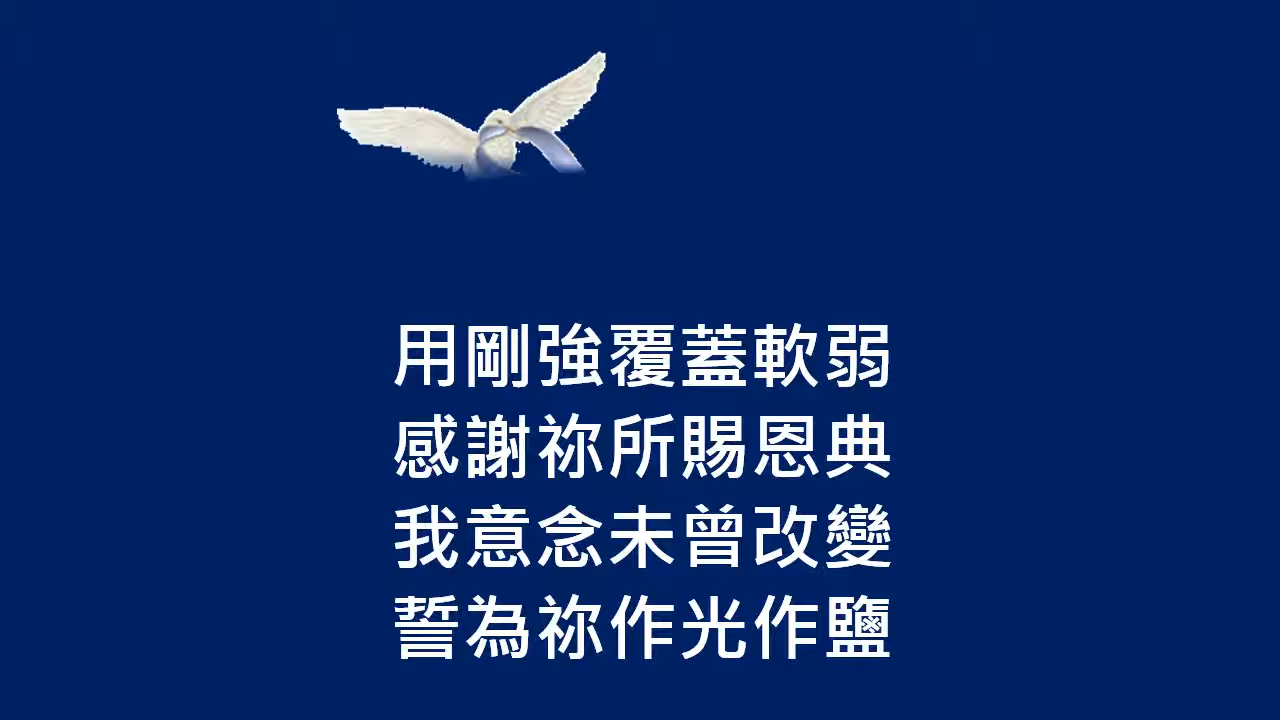 用剛強覆蓋軟弱
感謝祢所賜恩典
我意念未曾改變
誓為祢作光作鹽